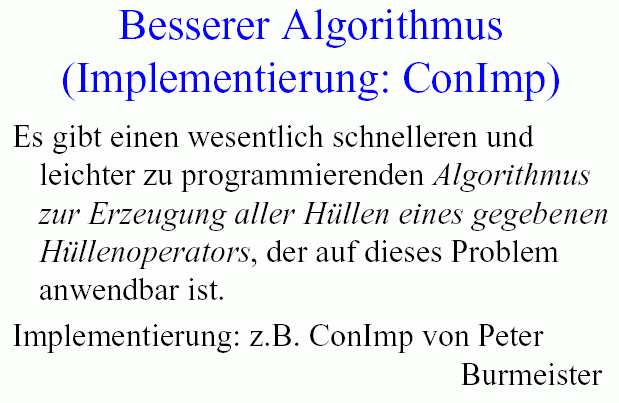 Besserer Algorithmus
(Implementierung: ConImp)
Es gibt einen wesentlich schnelleren und
leichter zu programmierenden Algorithmus
zur Erzeugung aller Hüllen eines gegebenen
Hüllenoperators, der auf dieses Problem
anwendbar ist.
Implementierung: z.B. ConImp von Peter
Burmeister